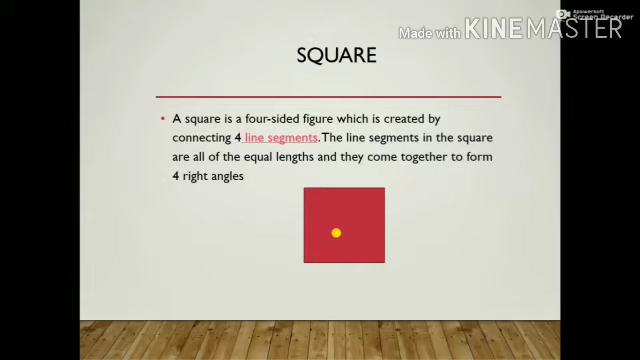 Apowersoft
Screen Recorder
Made with KINEMASTER
SQUARE
• A square is a four-sided figure which is created by
connecting 4 line segments.The line segments in the square
are all of the equal lengths and they come together to form
4 right angles